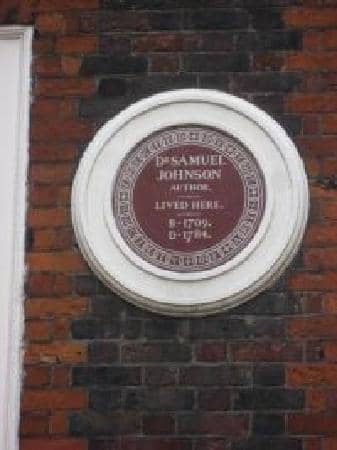 DR SAMUEL
JOHNSON
AUTHOR.
LIVED HERE.
B-1709.
D-1784.